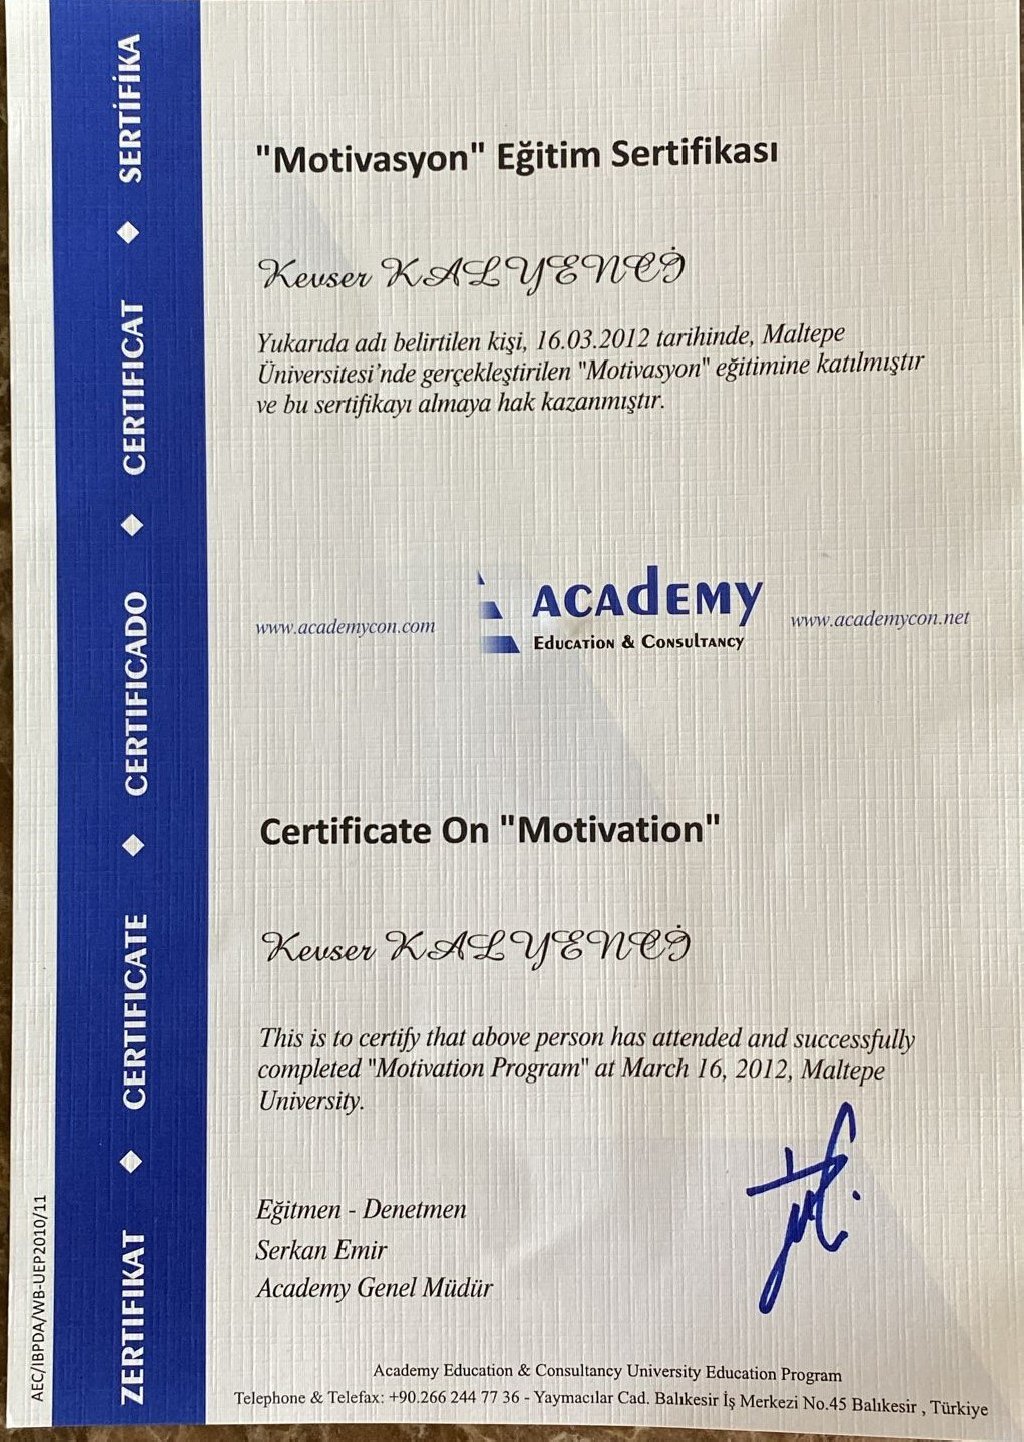 "Motivasyon" Eğitim Sertifikası
Kevser KALYENCİ
Yukarıda adı belirtilen kişi, 16.03.2012 tarihinde, Maltepe
Üniversitesi'nde gerçekleştirilen "Motivasyon" eğitimine katılmıştır
ve bu sertifikayı almaya hak kazanmıştır.
www.academycon.com
ACADEMY
Education & Consultancy
www.academycon.net
Certificate On "Motivation"
Kevser KALYENCİ
This is to certify that above person has attended and successfully
completed "Motivation Program" at March 16, 2012, Maltepe
University.
Eğitmen - Denetmen
Serkan Emir
Academy Genel Müdür
Academy Education & Consultancy University Education Program
Telephone & Telefax: +90.266 244 77 36 - Yaymacılar Cad. Balıkesir İş Merkezi No.45 Balıkesir , Türkiye
ZERTIFIKAT ◆ CERTIFICATE ◆ CERTIFICADO ◆ CERTIFICAT ◆ SERTİFİKA
AEC/IBPDA/WB-UEP2010/11